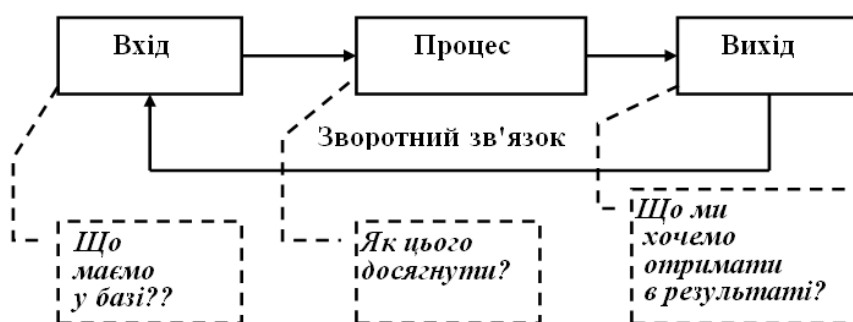 Вхід
Процес
Вихід
Зворотний зв'язок
Що
маємо
у базі??
Як цього
досягнути?
Що ми
хочемо
отримати
в результаті?